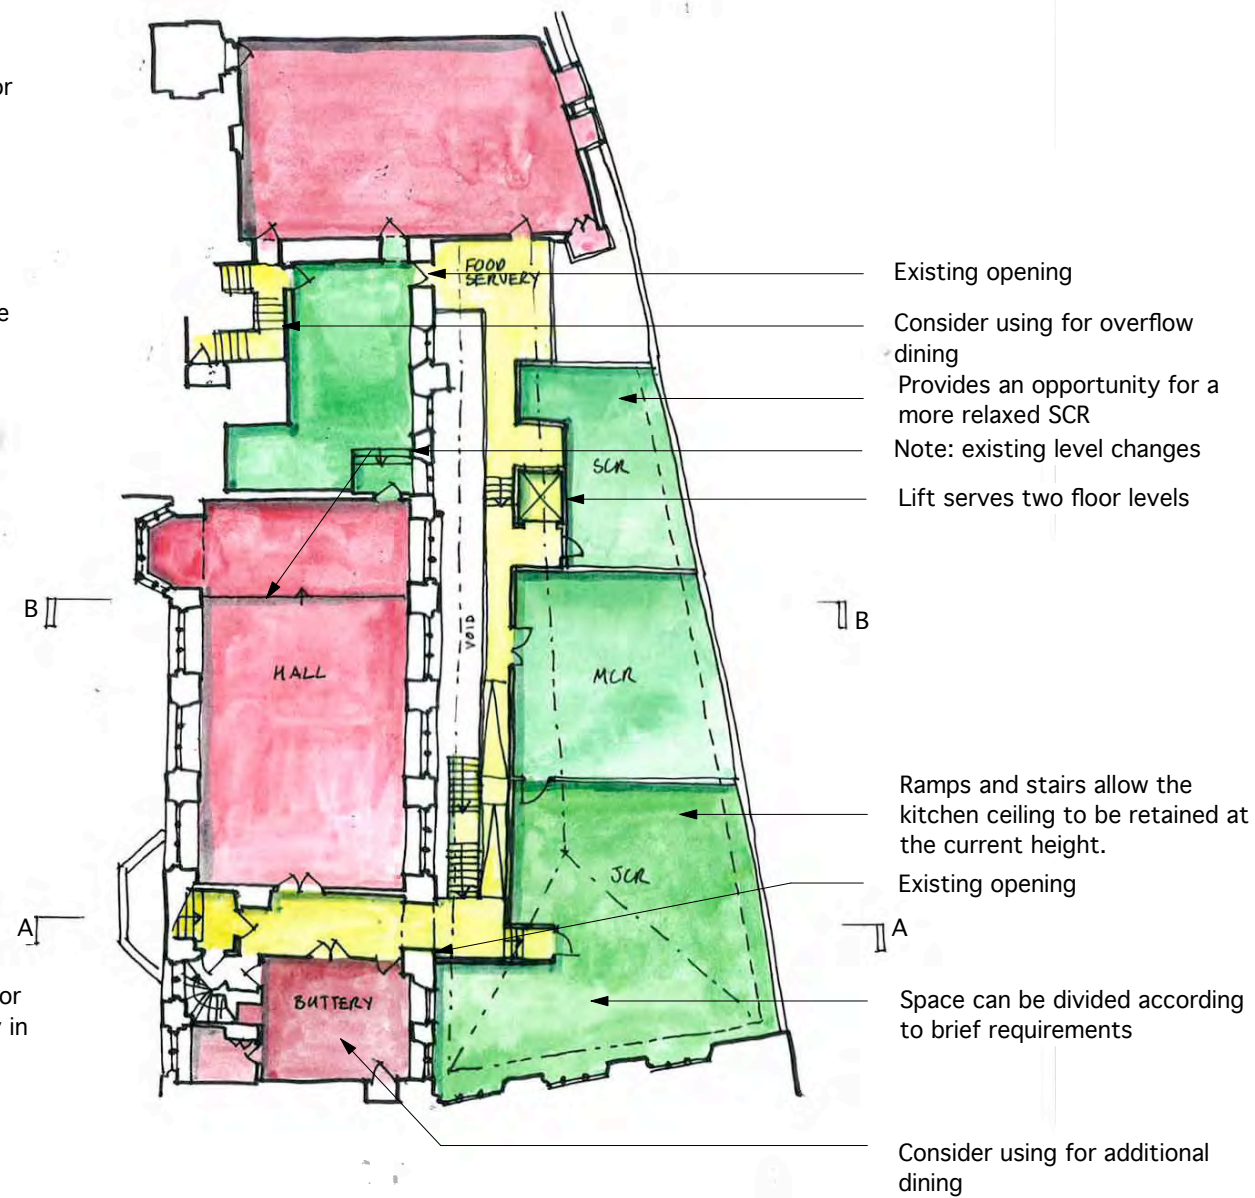 or
e
or
y in
FOOD
SERVERY
SCR
VOID
HALL
MCR
JCR
BUTTERY
B
B
A
A
Existing opening
Consider using for overflow
dining
Provides an opportunity for a
more relaxed SCR
Note: existing level changes
Lift serves two floor levels
Ramps and stairs allow the
kitchen ceiling to be retained at
the current height.
Existing opening
Space can be divided according
to brief requirements
Consider using for additional
dining